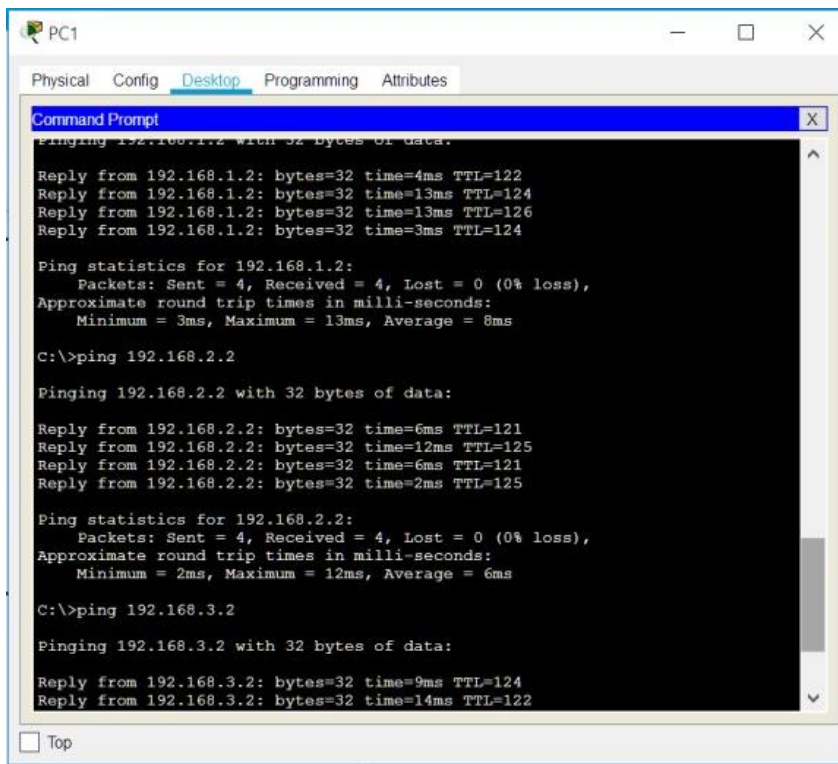 PC1
Physical Config Desktop Programming Attributes
Command Prompt
X
Pinging 192.168.1.2 with 32 bytes of data:
Reply from 192.168.1.2: bytes=32 time=4ms TTL=122
Reply from 192.168.1.2: bytes=32 time=13ms TTL=124
Reply from 192.168.1.2: bytes=32 time=13ms TTL=126
Reply from 192.168.1.2: bytes=32 time=3ms TTL=124
Ping statistics for 192.168.1.2:
Packets: Sent = 4, Received = 4, Lost = 0 (0% loss),
Approximate round trip times in milli-seconds:
Minimum = 3ms, Maximum = 13ms, Average = 8ms
C:\>ping 192.168.2.2
Pinging 192.168.2.2 with 32 bytes of data:
Reply from 192.168.2.2: bytes=32 time=6ms TTL=121
Reply from 192.168.2.2: bytes=32 time=12ms TTL=125
Reply from 192.168.2.2: bytes=32 time=6ms TTL=121
Reply from 192.168.2.2: bytes=32 time=2ms TTL=125
Ping statistics for 192.168.2.2:
Packets: Sent = 4, Received = 4, Lost = 0 (0% loss),
Approximate round trip times in milli-seconds:
Minimum = 2ms, Maximum = 12ms, Average = 6ms
C:\>ping 192.168.3.2
Pinging 192.168.3.2 with 32 bytes of data:
Reply from 192.168.3.2: bytes=32 time=9ms TTL=124
Reply from 192.168.3.2: bytes=32 time=14ms TTL=122
Top